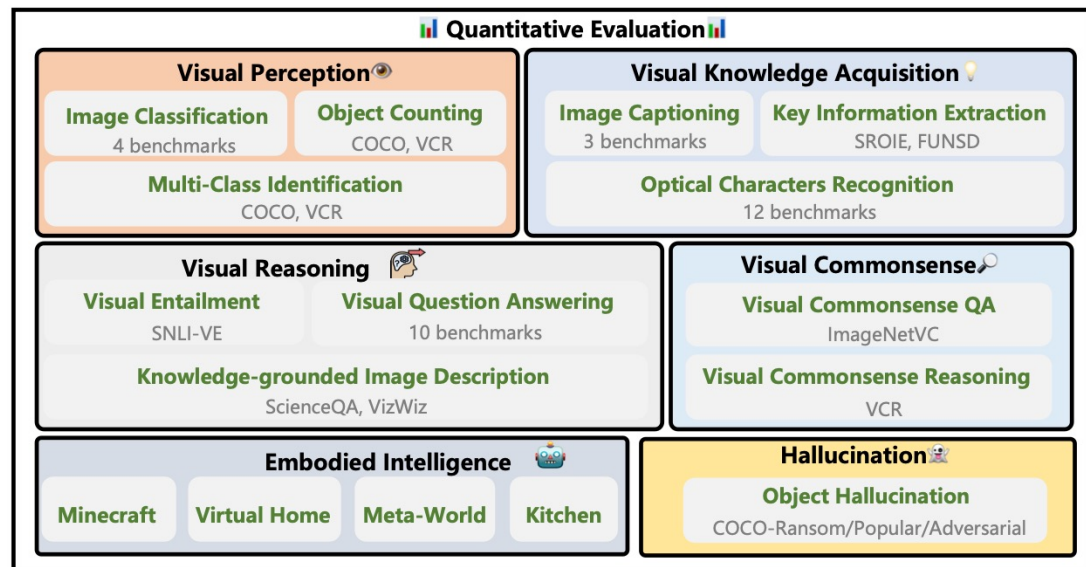 Quantitative Evaluation
Visual Perception
Image Classification
4 benchmarks
Object Counting
COCO, VCR
Multi-Class Identification
COCO, VCR
Visual Knowledge Acquisition
Image Captioning
3 benchmarks
Key Information Extraction
SROIE, FUNSD
Optical Characters Recognition
12 benchmarks
Visual Reasoning
Visual Entailment
SNLI-VE
Visual Question Answering
10 benchmarks
Knowledge-grounded Image Description
ScienceQA, VizWiz
Visual Commonsense
Visual Commonsense QA
ImageNetVC
Visual Commonsense Reasoning
VCR
Embodied Intelligence
Minecraft
Virtual Home
Meta-World
Kitchen
Hallucination
Object Hallucination
COCO-Ransom/Popular/Adversarial